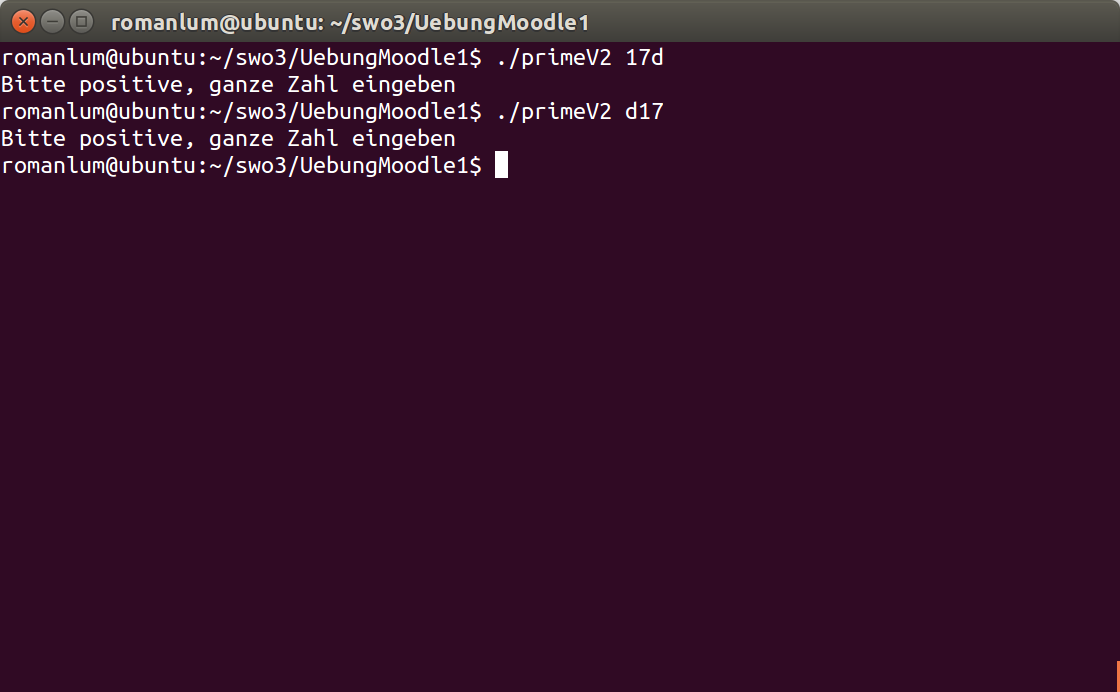 romanlum@ubuntu: ~/swo3/UebungMoodle1
romanlum@ubuntu:~/swo3/UebungMoodle1$ ./primeV2 17d
Bitte positive, ganze Zahl eingeben
romanlum@ubuntu:~/swo3/UebungMoodle1$ ./primeV2 d17
Bitte positive, ganze Zahl eingeben
romanlum@ubuntu:~/swo3/UebungMoodle1$